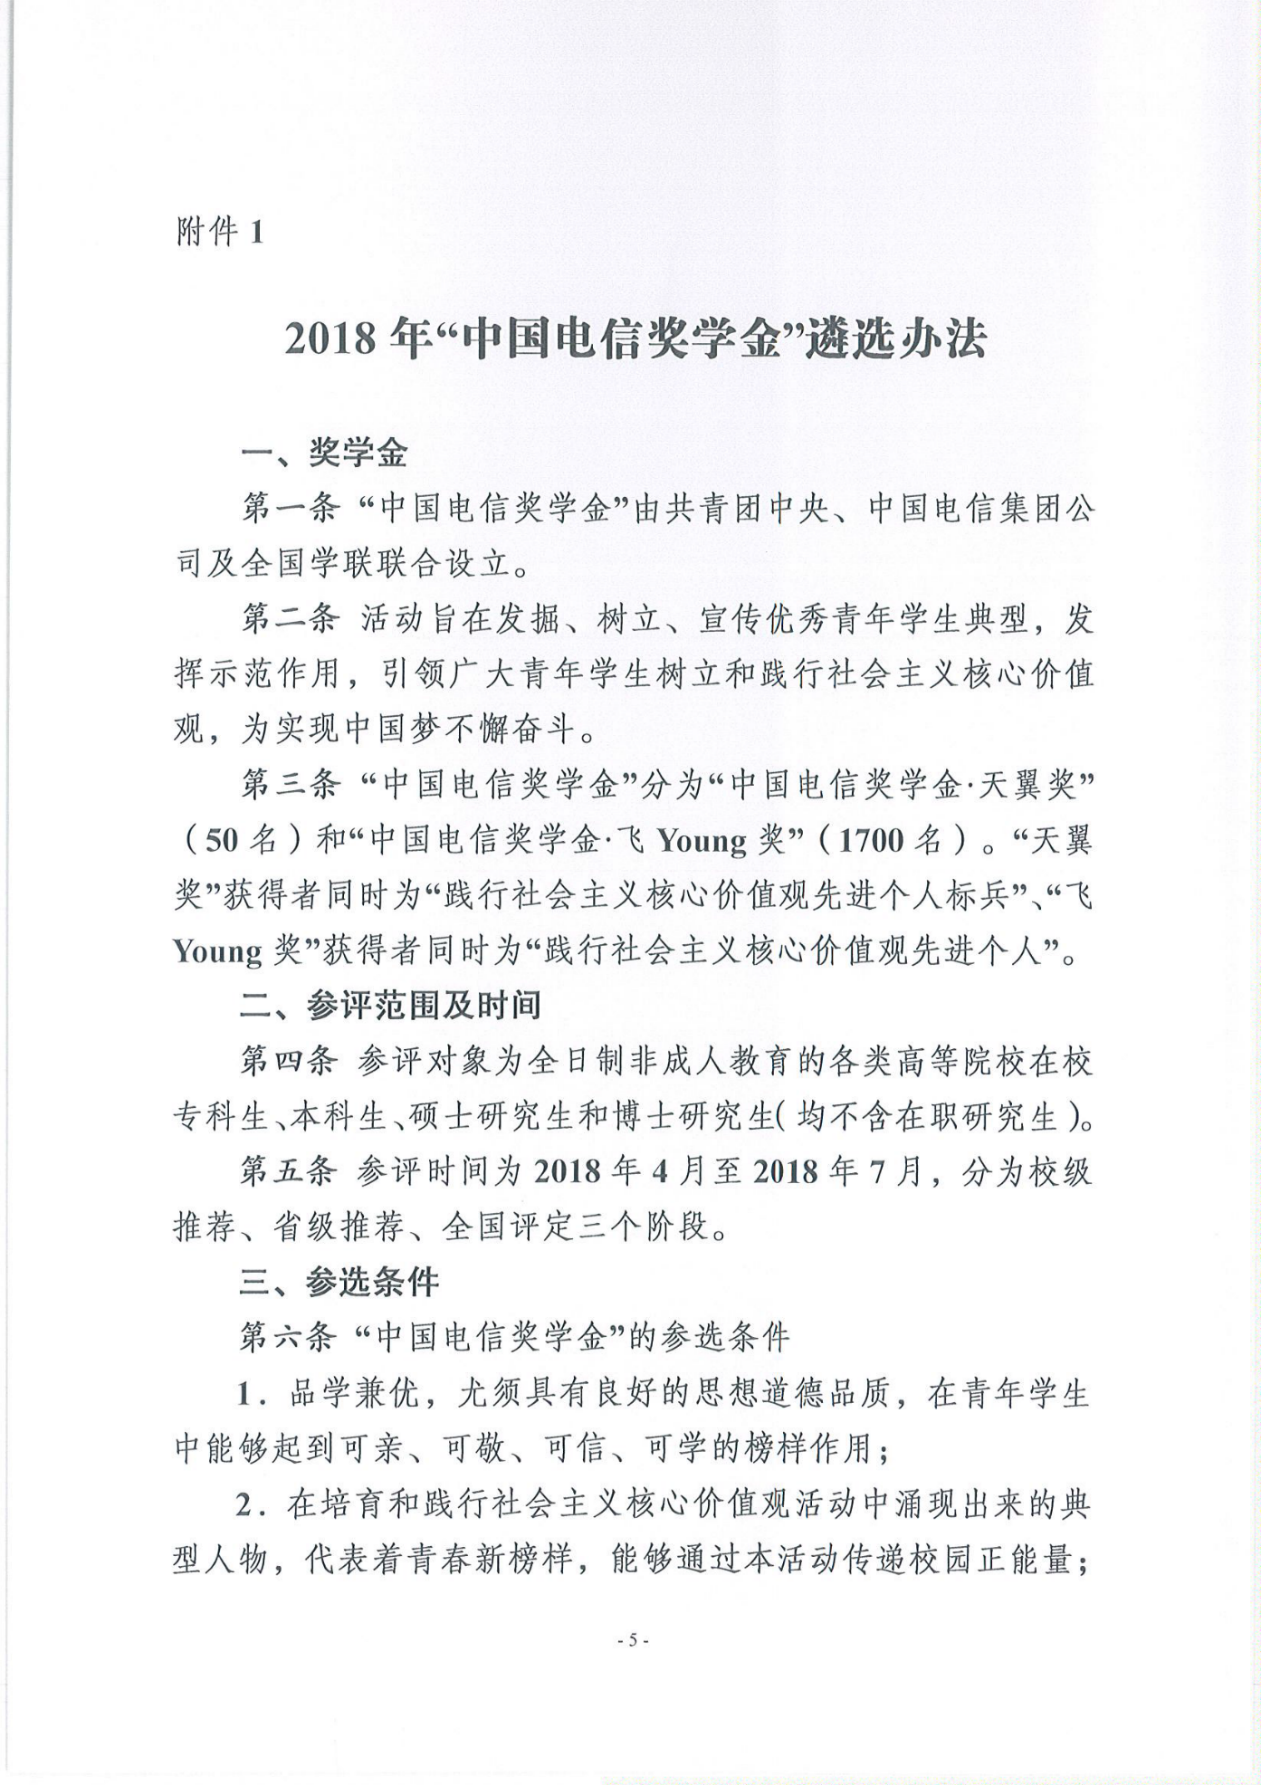 附件 1
2018 年“中国电信奖学金”遴选办法
一、奖学金
第一条 “中国电信奖学金”由共青团中央、中国电信集团公
司及全国学联联合设立。
第二条 活动旨在发掘、树立、宣传优秀青年学生典型，发
挥示范作用，引领广大青年学生树立和践行社会主义核心价值
观，为实现中国梦不懈奋斗。
第三条 “中国电信奖学金”分为“中国电信奖学金·天翼奖”
（50 名）和“中国电信奖学金·飞 Young 奖”（1700 名）。“天翼
奖”获得者同时为“践行社会主义核心价值观先进个人标兵”、“飞
Young 奖”获得者同时为“践行社会主义核心价值观先进个人”。
二、参评范围及时间
第四条 参评对象为全日制非成人教育的各类高等院校在校
专科生、本科生、硕士研究生和博士研究生（均不含在职研究生）。
第五条 参评时间为 2018 年 4 月至 2018 年 7 月，分为校级
推荐、省级推荐、全国评定三个阶段。
三、参选条件
第六条 “中国电信奖学金”的参选条件
1．品学兼优，尤须具有良好的思想道德品质，在青年学生
中能够起到可亲、可敬、可信、可学的榜样作用；
2．在培育和践行社会主义核心价值观活动中涌现出来的典
型人物，代表着青春新榜样，能够通过本活动传递校园正能量；
- 5 -